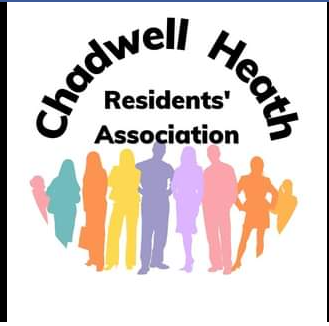 Chadwell Heath
Residents'
Association